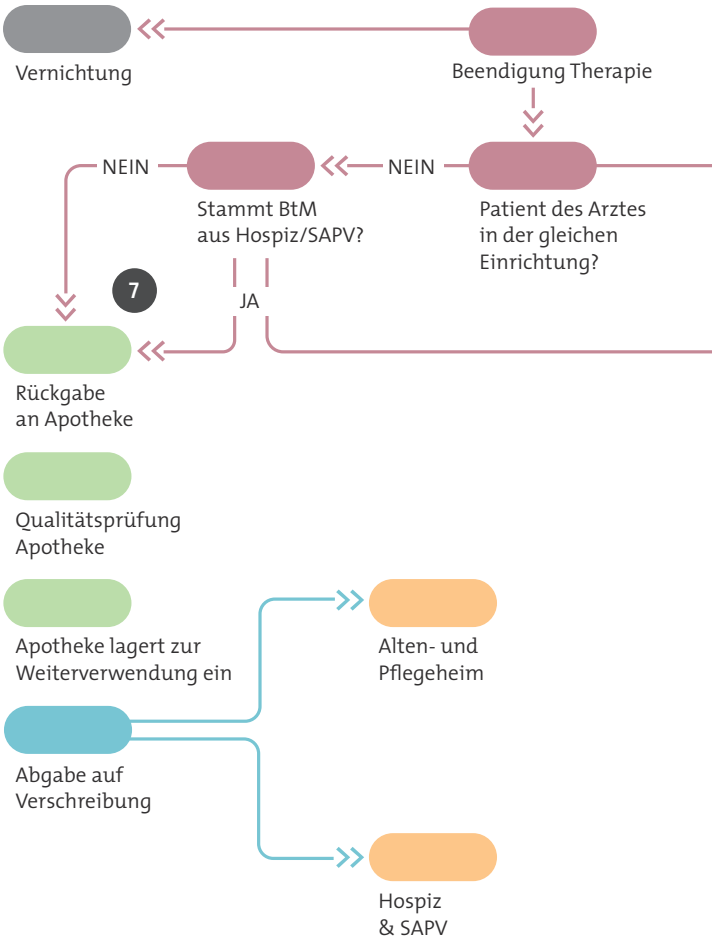 Vernichtung
Beendigung Therapie
NEIN
NEIN
Stammt BtM
aus Hospiz/SAPV?
Patient des Arztes
in der gleichen
Einrichtung?
7
JA
Rückgabe
an Apotheke
Qualitätsprüfung
Apotheke
Apotheke lagert zur
Weiterverwendung ein
Alten- und
Pflegeheim
Abgabe auf
Verschreibung
Hospiz
& SAPV